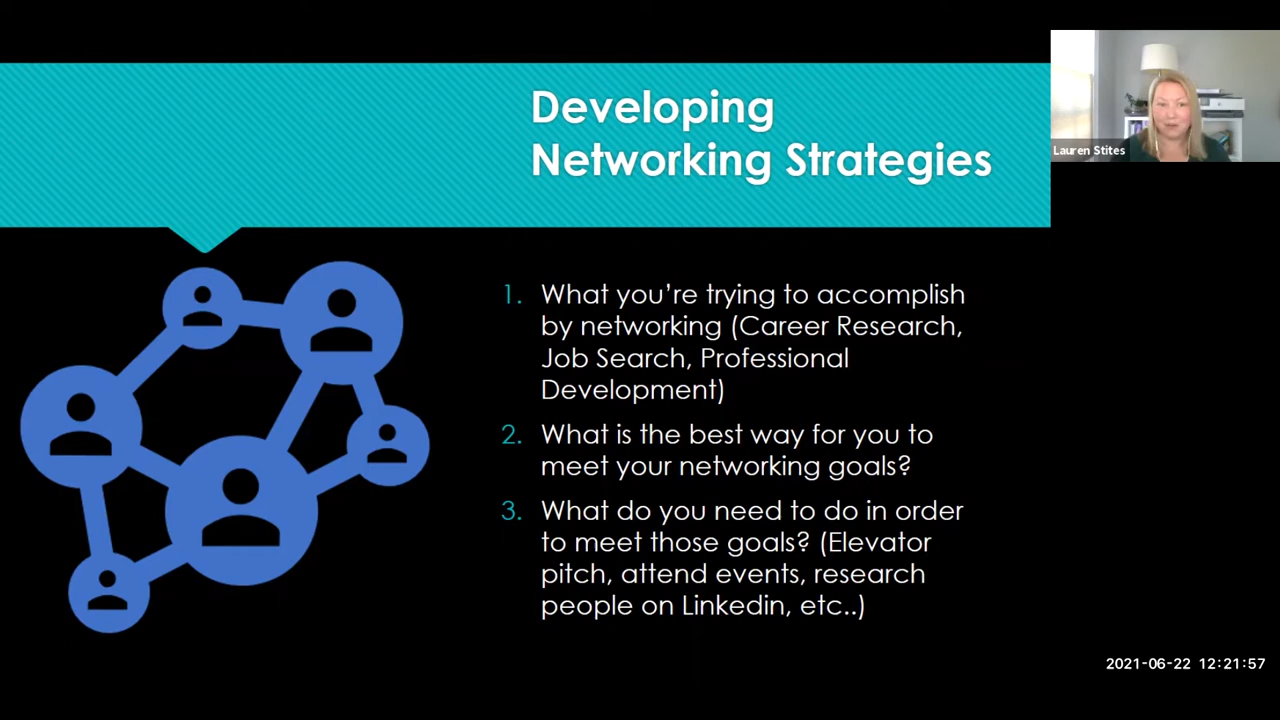 Developing
Networking Strategies
Lauren Stites
1. What you’re trying to accomplish
by networking (Career Research,
Job Search, Professional
Development)
2. What is the best way for you to
meet your networking goals?
3. What do you need to do in order
to meet those goals? (Elevator
pitch, attend events, research
people on Linkedin, etc..)
2021-06-22 12:21:57